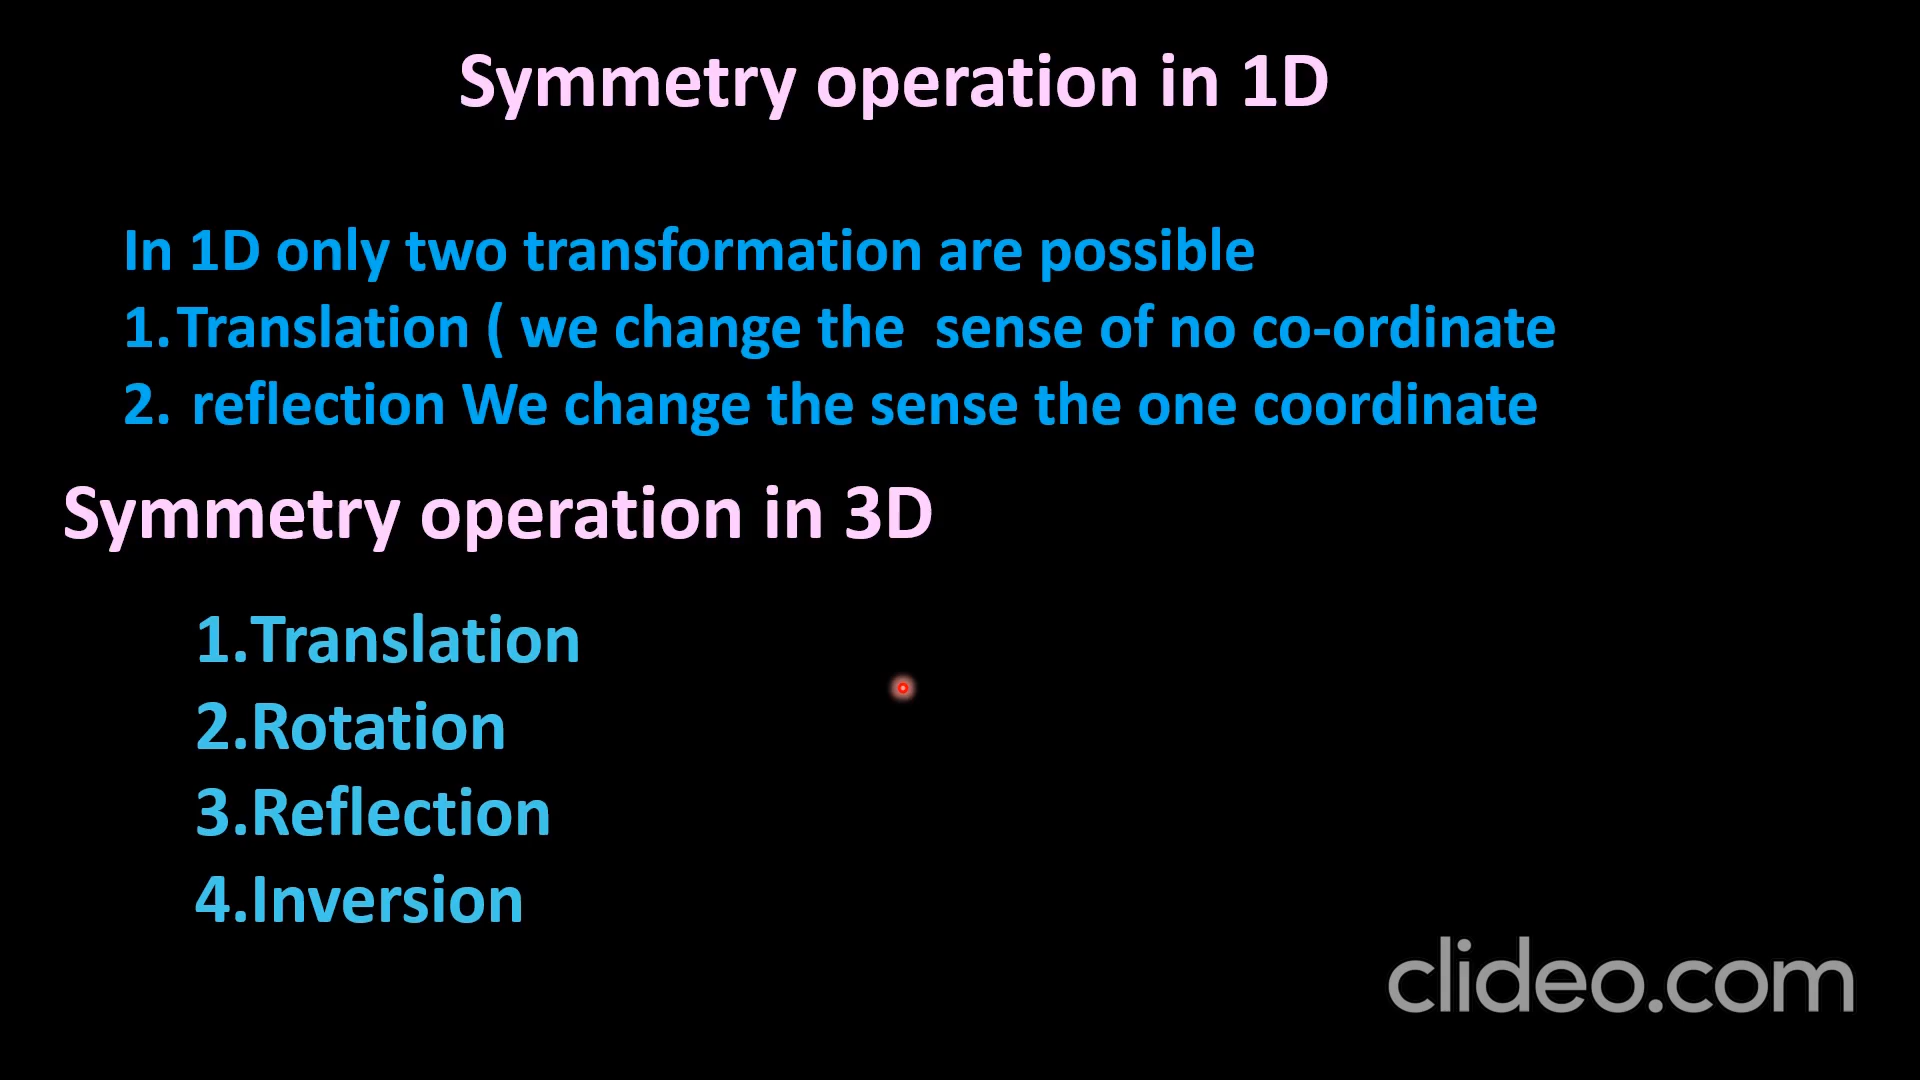 Symmetry operation in 1D
In 1D only two transformation are possible
1. Translation ( we change the sense of no co-ordinate
2. reflection We change the sense the one coordinate
Symmetry operation in 3D
1.Translation
2.Rotation
3.Reflection
4.Inversion
clideo.com